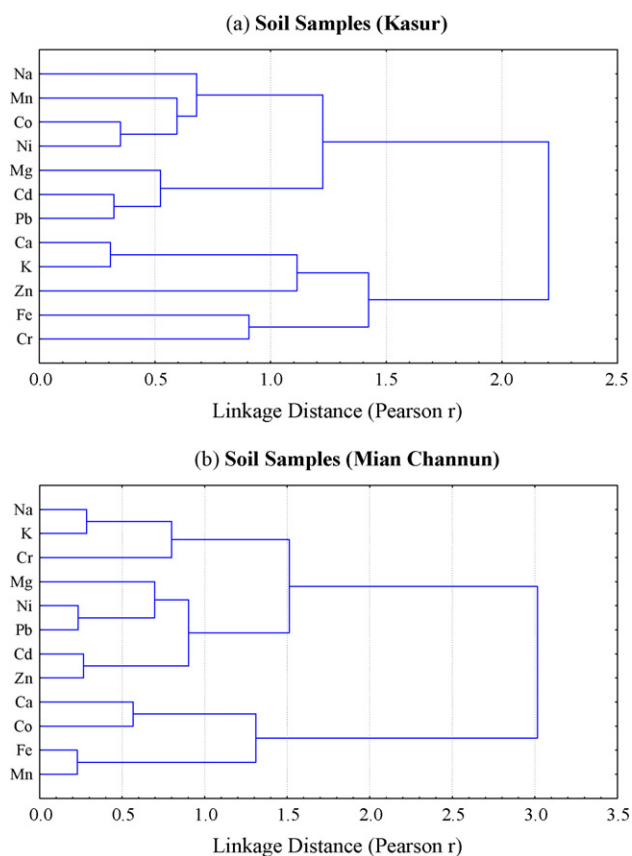 (a) Soil Samples (Kasur)
Na
Mn
Co
Ni
Mg
Cd
Pb
Ca
K
Zn
Fe
Cr
0.0 0.5 1.0 1.5 2.0 2.5
Linkage Distance (Pearson r)
(b) Soil Samples (Mian Channun)
Na
K
Cr
Mg
Ni
Pb
Cd
Zn
Ca
Co
Fe
Mn
0.0 0.5 1.0 1.5 2.0 2.5 3.0 3.5
Linkage Distance (Pearson r)